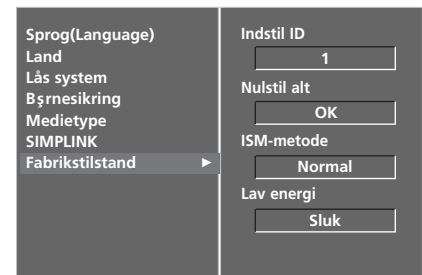 Sprog(Language)
Land
Lås system
Bşrnesikring
Medietype
SIMPLINK
Fabrikstilstand ►
Indstil ID
1
Nulstil alt
OK
ISM-metode
Normal
Lav energi
Sluk